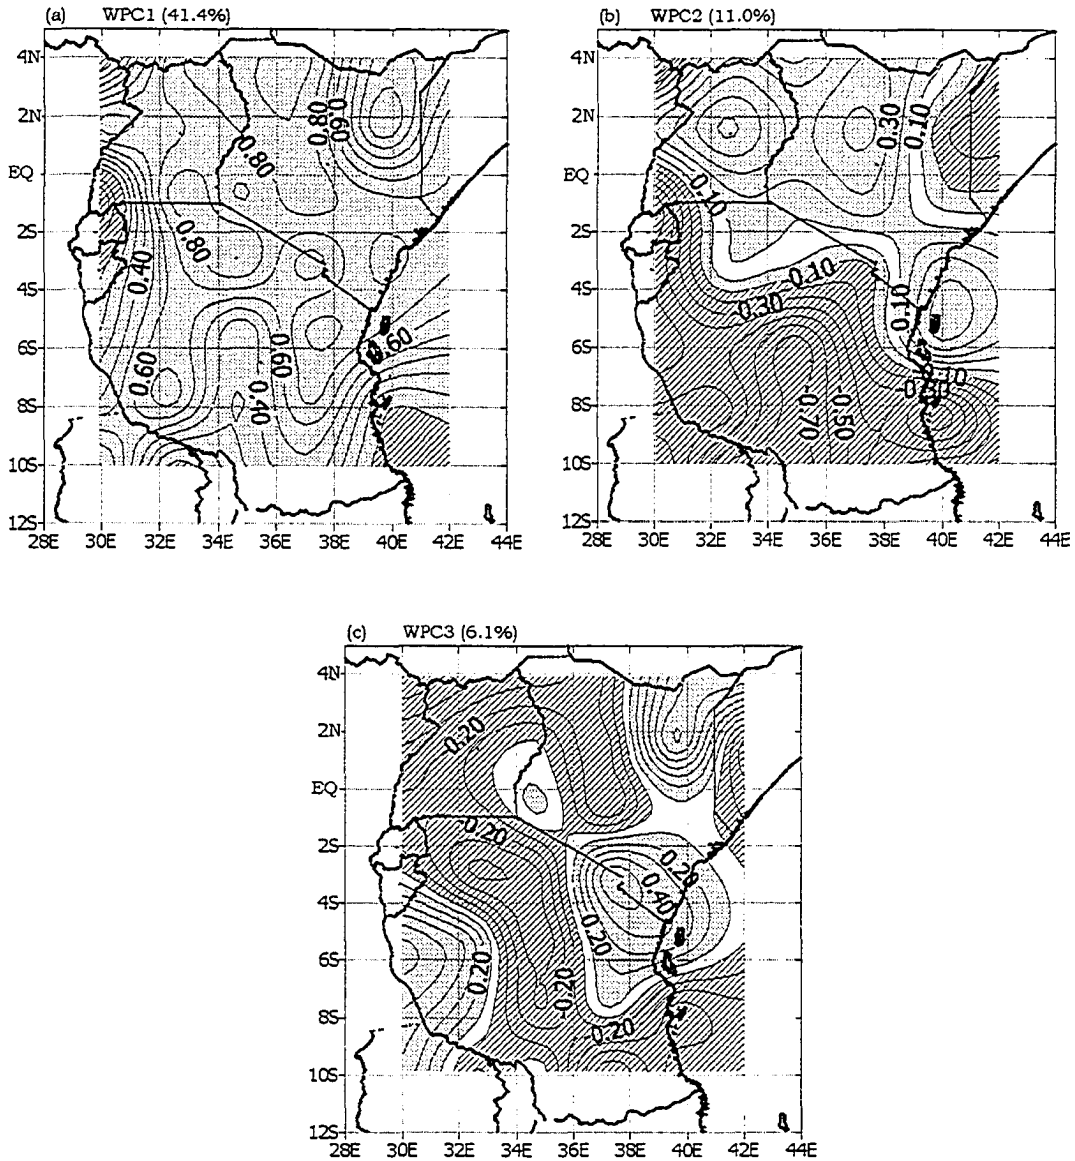 (a) WPC1 (41.4%)
4N
2N
EQ
2S
4S
6S
8S
10S
12S
28E 30E 32E 34E 36E 38E 40E 42E 44E
0.80
0.60
0.80
0.80
0.40
0.60
0.60
0.40
0.60
(b) WPC2 (11.0%)
4N
2N
EQ
2S
4S
6S
8S
10S
12S
28E 30E 32E 34E 36E 38E 40E 42E 44E
0.30
0.10
0.10
-0.10
-0.30
0.10
-0.10
-0.70
-0.50
(c) WPC3 (6.1%)
4N
2N
EQ
2S
4S
6S
8S
10S
12S
28E 30E 32E 34E 36E 38E 40E 42E 44E
-0.20
-0.20
0.20
0.40
0.20
0.20
-0.20
-0.20